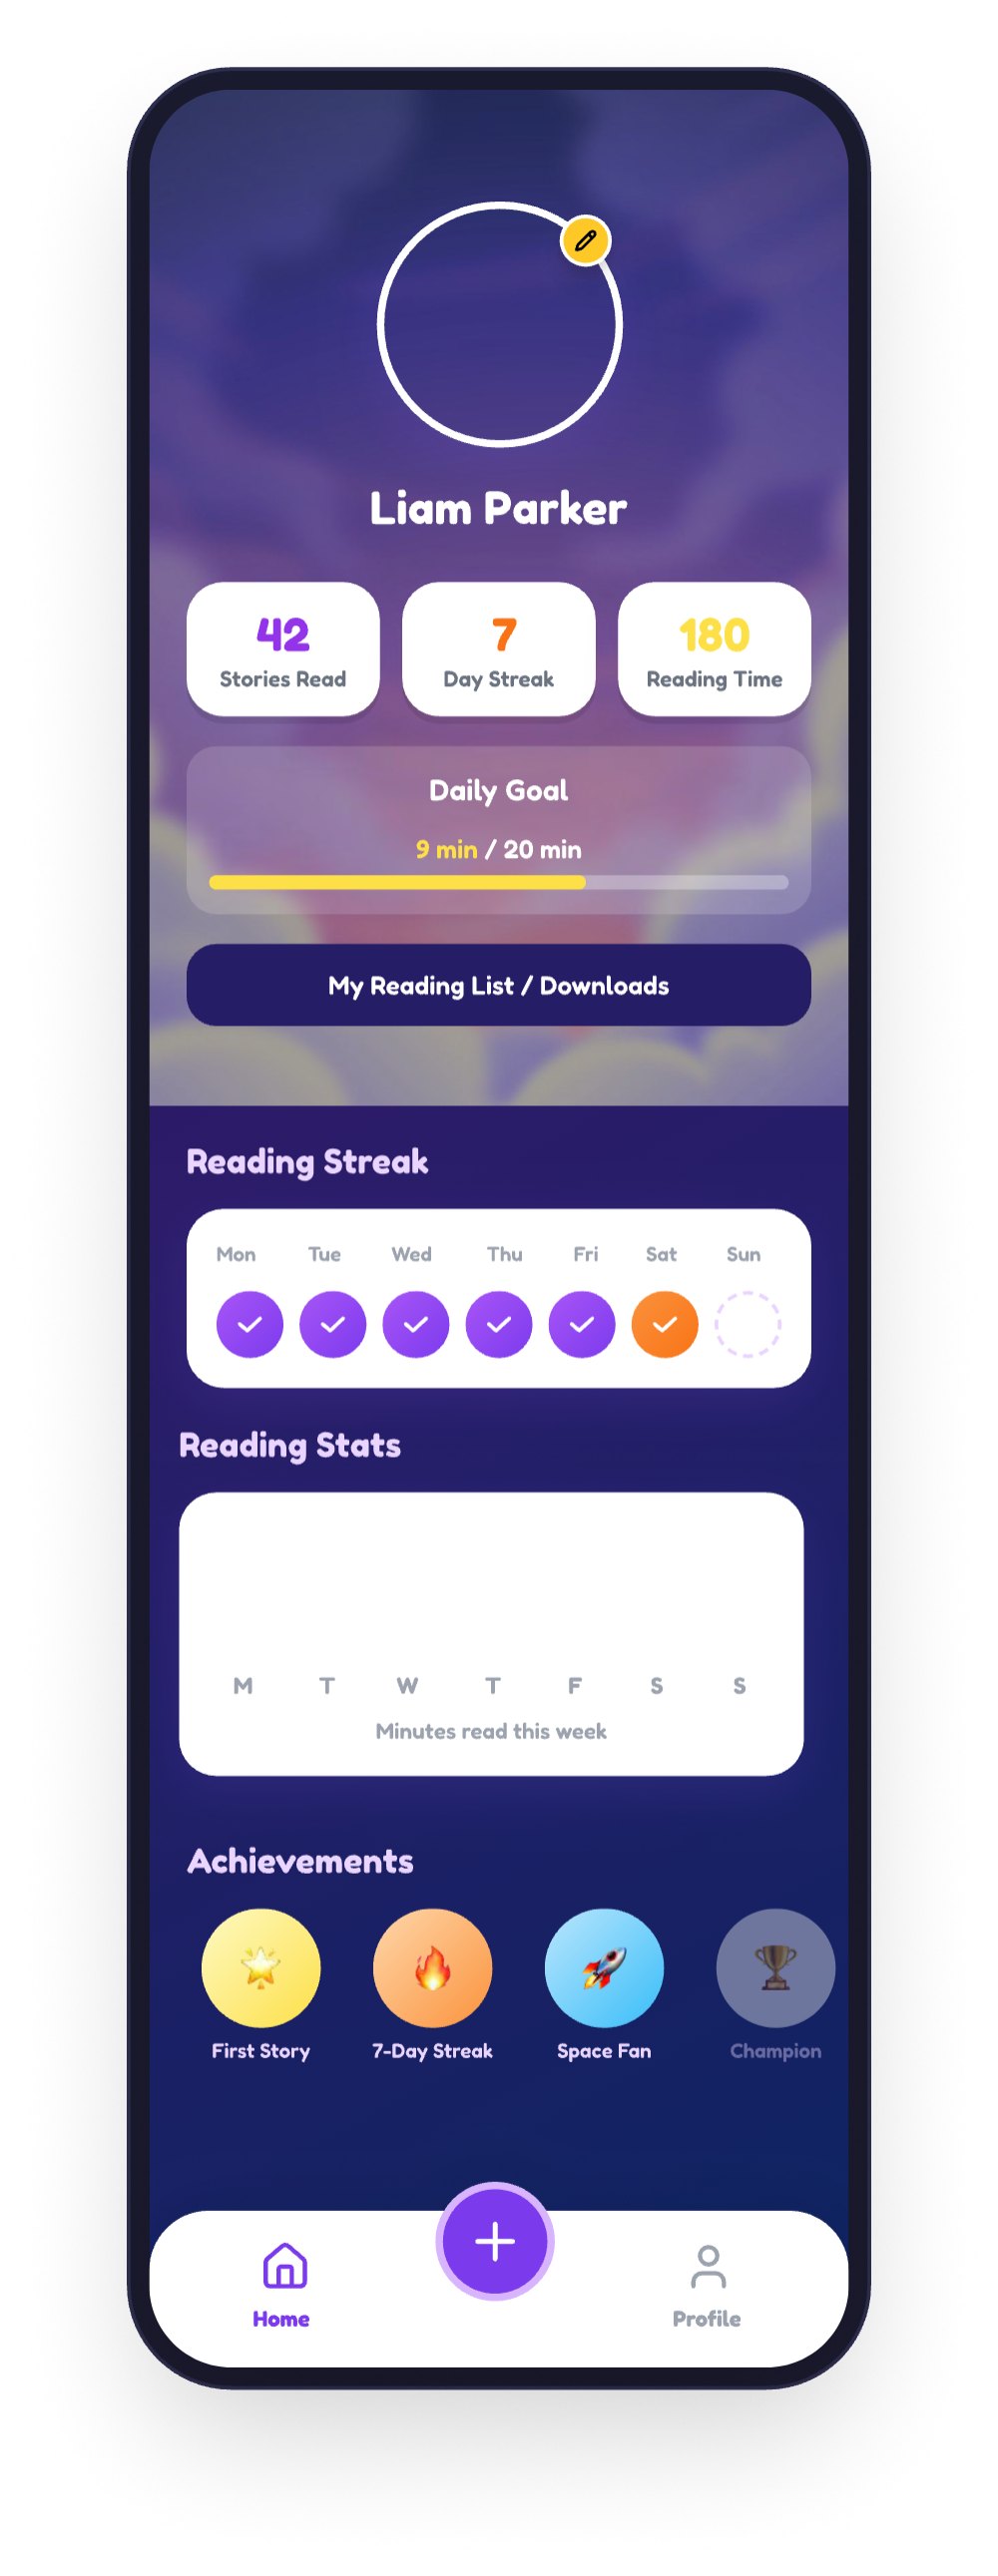 Liam Parker
42 7 180
Stories Read Day Streak Reading Time
Daily Goal
9 min / 20 min
My Reading List / Downloads
Reading Streak
Mon Tue Wed Thu Fri Sat Sun
Reading Stats
M T W T F S S
Minutes read this week
Achievements
First Story 7-Day Streak Space Fan Champion
Home Profile